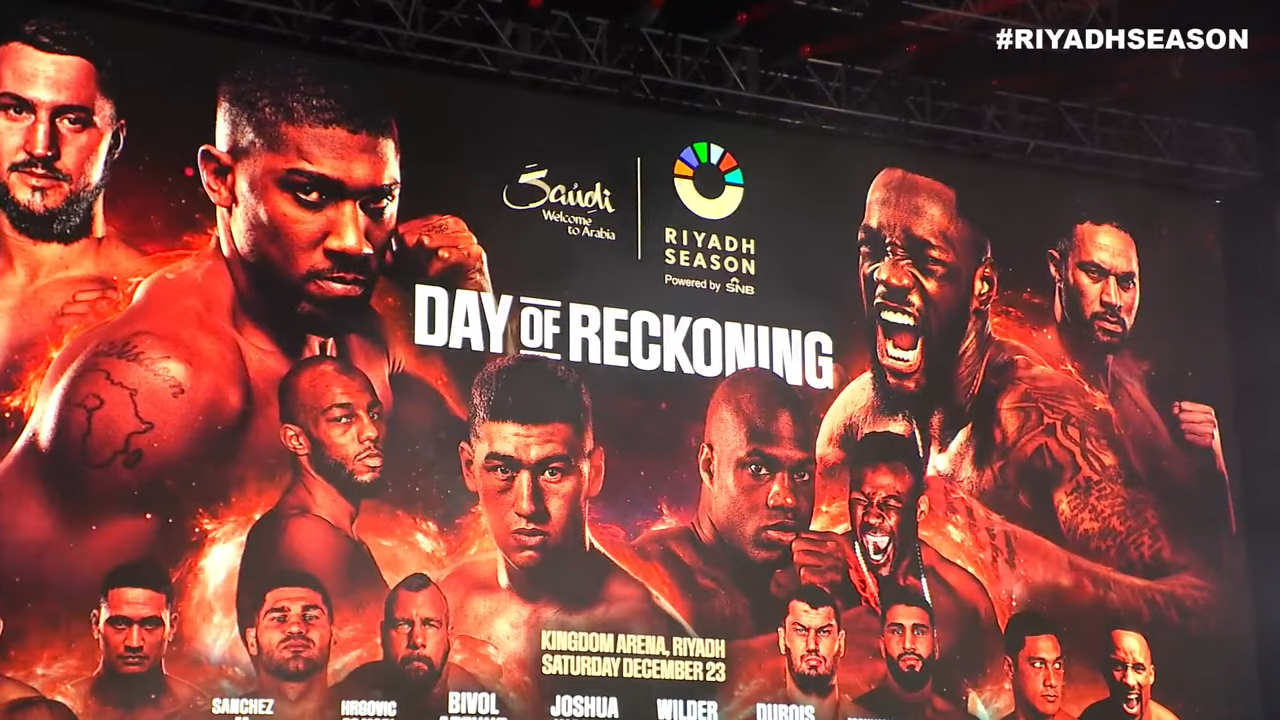 #RIYADHSEASON
Saudi
Welcome
to Arabia
RIYADH
SEASON
Powered by SNB
DAY OF RECKONING
KINGDOM ARENA, RIYADH
SATURDAY DECEMBER 23
SANCHEZ HRGOVIC BIVOL JOSHUA WILDER DUBOIS